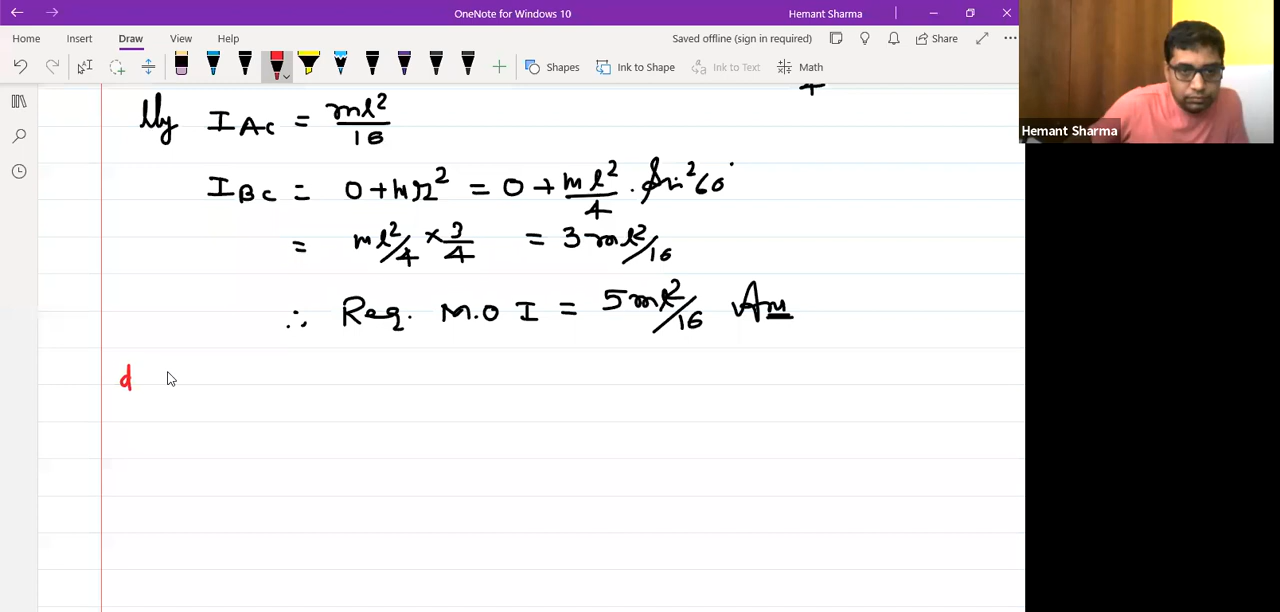 OneNote for Windows 10
Hemant Sharma
Home Insert Draw View Help
Saved offline (sign in required)
Share
Shapes
Ink to Shape
Ink to Text
Math
Hemant Sharma
4
lly I_AC = ml²/16
I_BC = 0 + mr² = 0 + ml²/4 . Sin²60°
= ml²/4 × 3/4 = 3ml²/16
∴ Req. M.O I = 5ml²/16 Ans
d